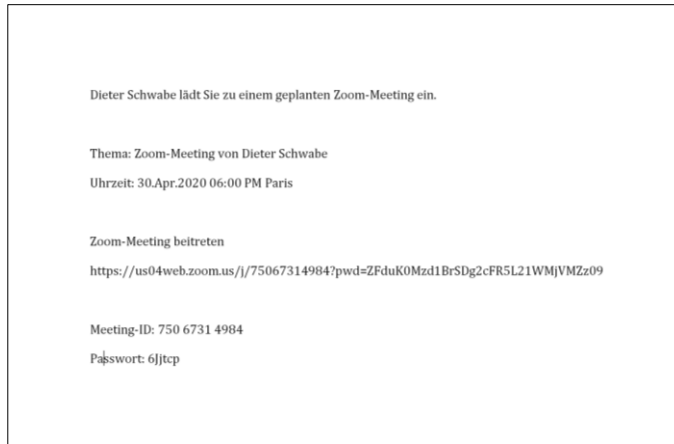 Dieter Schwabe lädt Sie zu einem geplanten Zoom-Meeting ein.
Thema: Zoom-Meeting von Dieter Schwabe
Uhrzeit: 30.Apr.2020 06:00 PM Paris
Zoom-Meeting beitreten
https://us04web.zoom.us/j/75067314984?pwd=ZFduK0Mzd1BrSDg2cFR5L21WMjVMZz09
Meeting-ID: 750 6731 4984
Passwort: 6Jjtcp